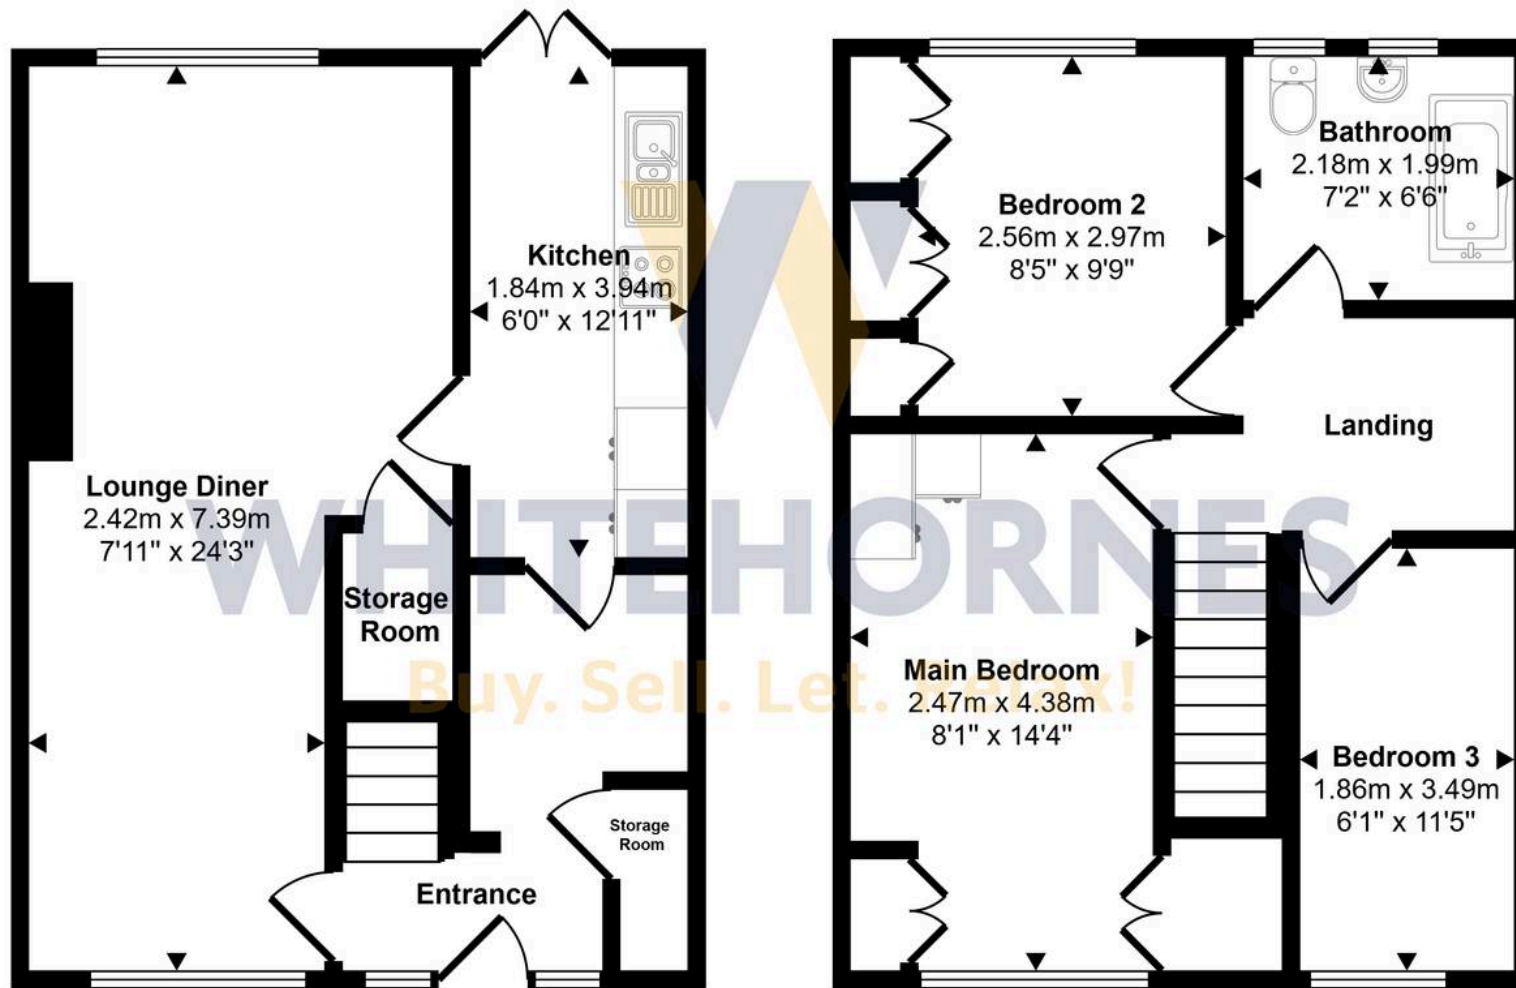 Kitchen
1.84m x 3.94m
6'0" x 12'11"
Lounge Diner
2.42m x 7.39m
7'11" x 24'3"
Storage
Room
Storage
Room
Entrance
Bathroom
2.18m x 1.99m
7'2" x 6'6"
Bedroom 2
2.56m x 2.97m
8'5" x 9'9"
Landing
Main Bedroom
2.47m x 4.38m
8'1" x 14'4"
Bedroom 3
1.86m x 3.49m
6'1" x 11'5"
WHITEHORNES
Buy. Sell. Let. Relax!